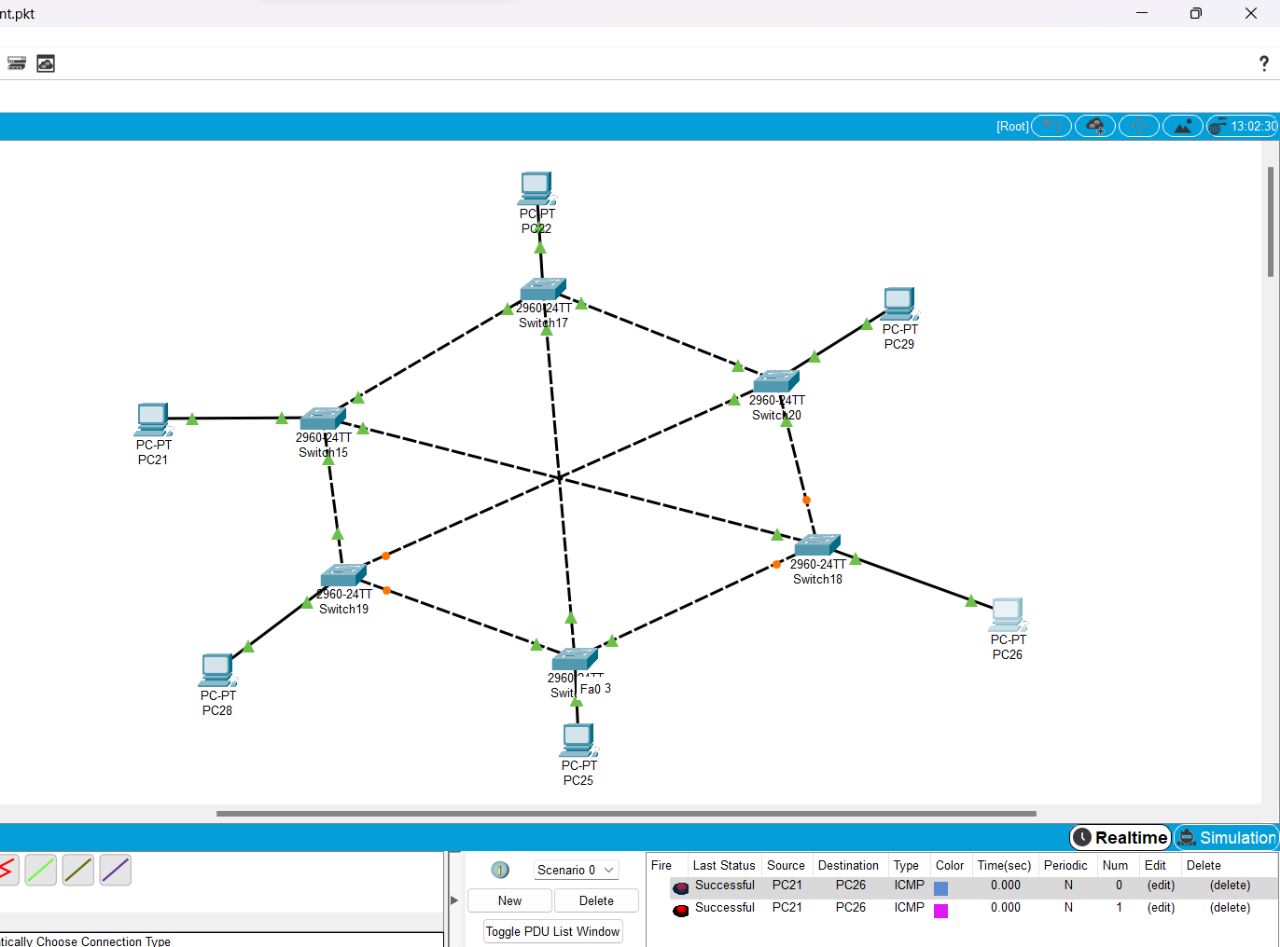 nt.pkt
?
[Root]
13:02:30
PC-PT
PC22
2960-24TT
Switch17
PC-PT
PC29
2960-24TT
Switch20
PC-PT
PC21
2960-24TT
Switch15
2960-24TT
Switch18
2960-24TT
Switch19
PC-PT
PC26
PC-PT
PC28
2960
Fa0 3
PC-PT
PC25
Realtime
Simulation
Scenario 0
New
Delete
Toggle PDU List Window
Fire Last Status Source Destination Type Color Time(sec) Periodic Num Edit Delete
Successful PC21 PC26 ICMP 0.000 N 0 (edit) (delete)
Successful PC21 PC26 ICMP 0.000 N 1 (edit) (delete)
tically Choose Connection Type